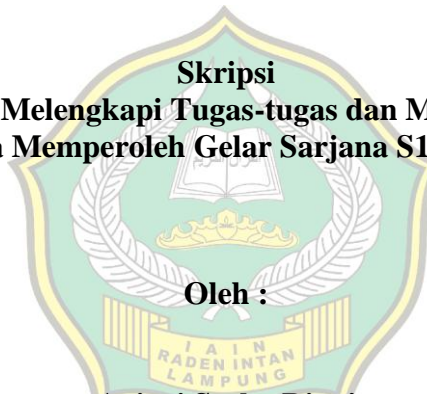 Skripsi
Melengkapi Tugas-tugas dan M
Memperoleh Gelar Sarjana S1
Oleh :
I A I N
RADEN INTAN
LAMPUNG